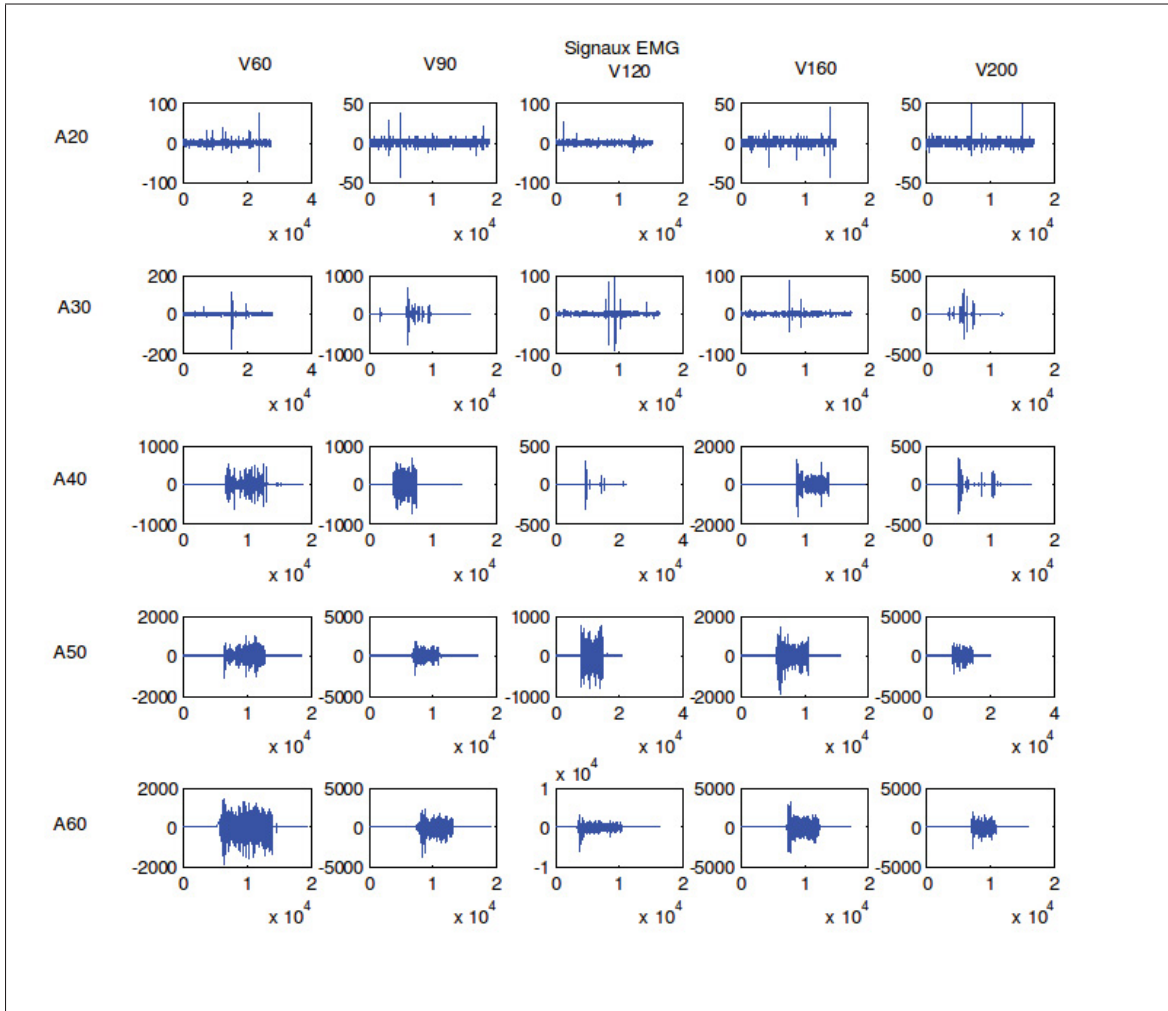 Signaux EMG
V60 V90 V120 V160 V200
A20
100 50 100 50 50
0 0 0 0 0
-100 -50 -100 -50 -50
0 2 4 0 1 2 0 1 2 0 1 2 0 1 2
x 10^4 x 10^4 x 10^4 x 10^4 x 10^4
A30
200 1000 100 100 500
0 0 0 0 0
-200 -1000 -100 -100 -500
0 2 4 0 1 2 0 1 2 0 1 2 0 1 2
x 10^4 x 10^4 x 10^4 x 10^4 x 10^4
A40
1000 1000 500 2000 500
0 0 0 0 0
-1000 -1000 -500 -2000 -500
0 1 2 0 1 2 0 2 4 0 1 2 0 1 2
x 10^4 x 10^4 x 10^4 x 10^4 x 10^4
A50
2000 5000 1000 2000 5000
0 0 0 0 0
-2000 -5000 -1000 -2000 -5000
0 1 2 0 1 2 0 2 4 0 1 2 0 2 4
x 10^4 x 10^4 x 10^4 x 10^4 x 10^4
x 10^4
A60
2000 5000 1 5000 5000
0 0 0 0 0
-2000 -5000 -1 -5000 -5000
0 1 2 0 1 2 0 1 2 0 1 2 0 1 2
x 10^4 x 10^4 x 10^4 x 10^4 x 10^4